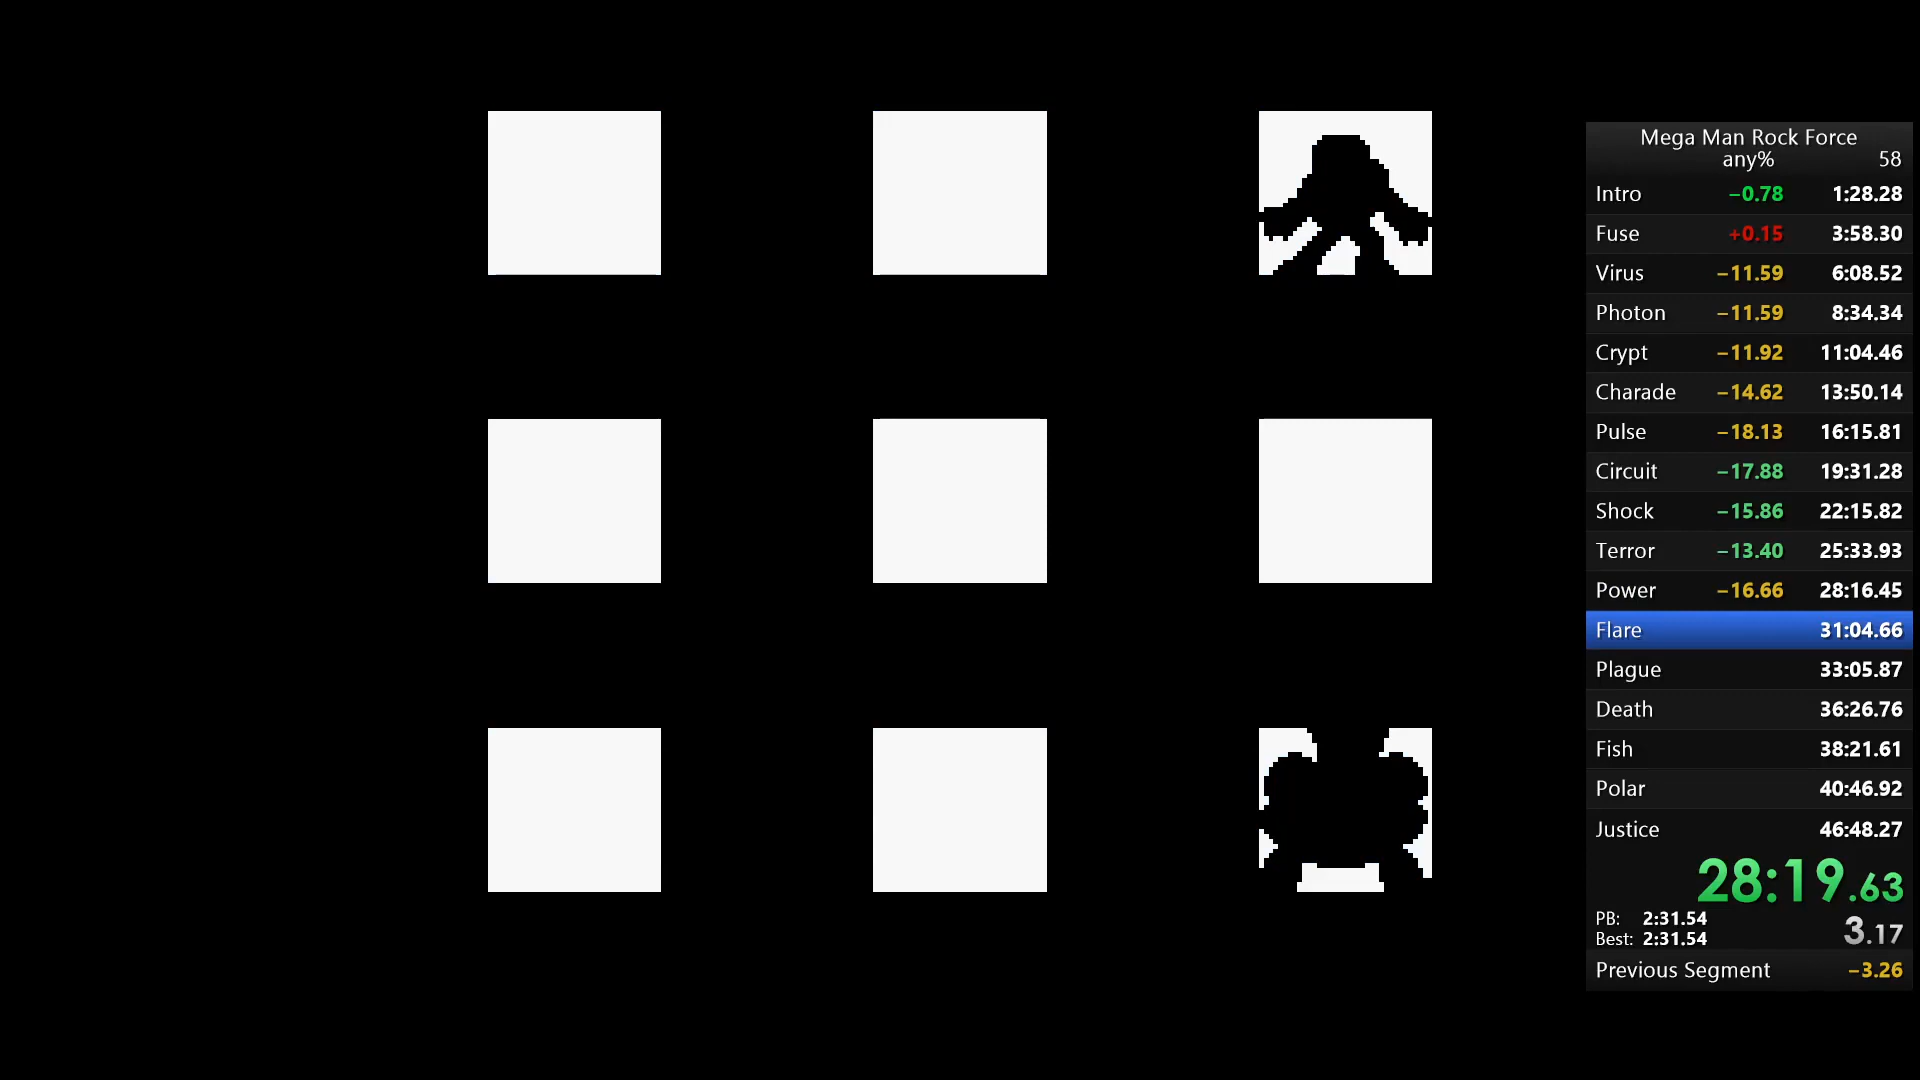 Mega Man Rock Force
any% 58
Intro −0.78 1:28.28
Fuse +0.15 3:58.30
Virus −11.59 6:08.52
Photon −11.59 8:34.34
Crypt −11.92 11:04.46
Charade −14.62 13:50.14
Pulse −18.13 16:15.81
Circuit −17.88 19:31.28
Shock −15.86 22:15.82
Terror −13.40 25:33.93
Power −16.66 28:16.45
Flare 31:04.66
Plague 33:05.87
Death 36:26.76
Fish 38:21.61
Polar 40:46.92
Justice 46:48.27
28:19.63
PB: 2:31.54
Best: 2:31.54
3.17
Previous Segment −3.26